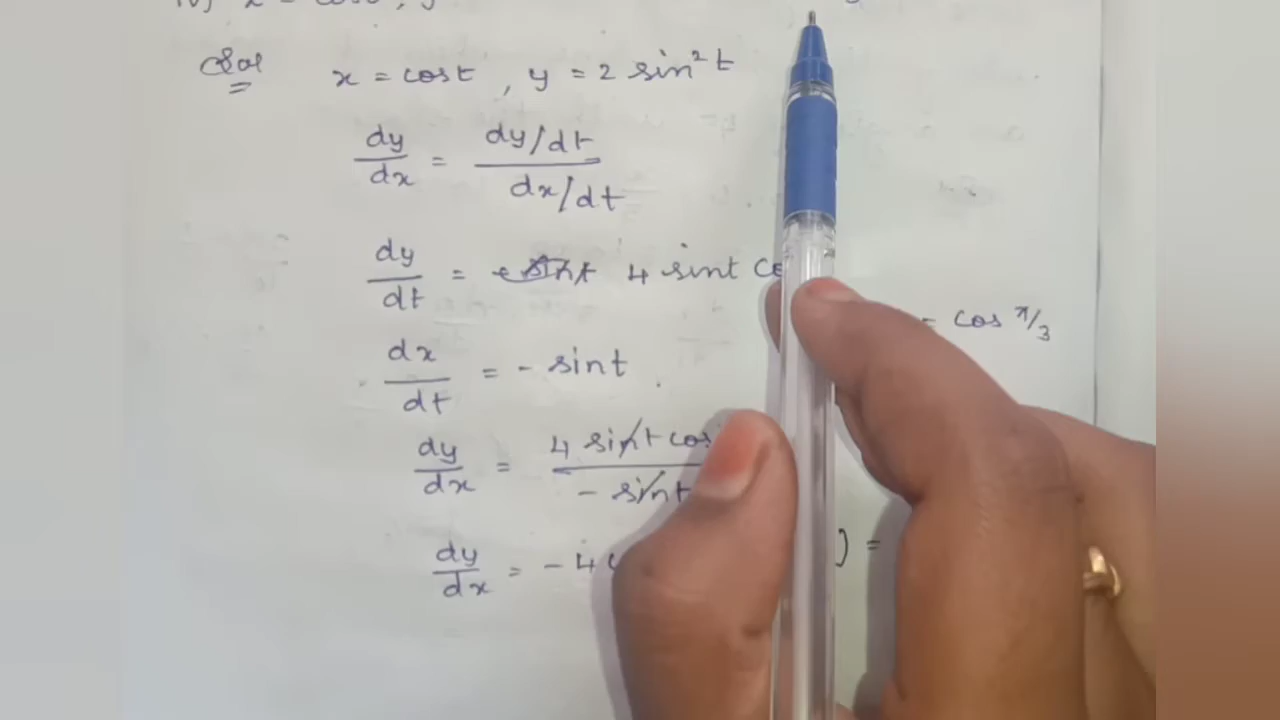 Sol x = cost , y = 2 sin²t
dy/dx = (dy/dt)/(dx/dt)
dy/dt = 4 sint
= cos π/3
dx/dt = - sint .
dy/dx = 4 sint cos / - sint
dy/dx = - 4 ) =